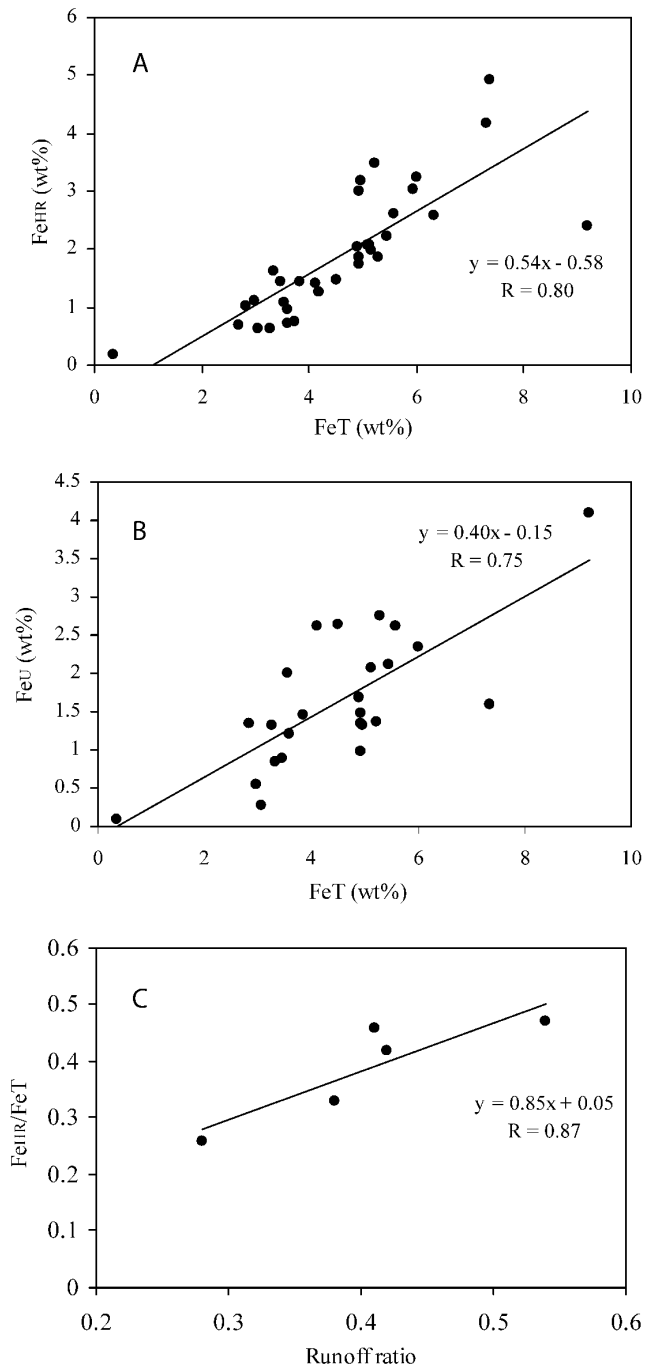 A
6
5
4
3
2
1
0
FeHR (wt%)
y = 0.54x - 0.58
R = 0.80
0 2 4 6 8 10
FeT (wt%)
B
4.5
4
3.5
3
2.5
2
1.5
1
0.5
0
FeU (wt%)
y = 0.40x - 0.15
R = 0.75
0 2 4 6 8 10
FeT (wt%)
C
0.6
0.5
0.4
0.3
0.2
0.1
0
FeHR/FeT
y = 0.85x + 0.05
R = 0.87
0.2 0.3 0.4 0.5 0.6
Runoff ratio